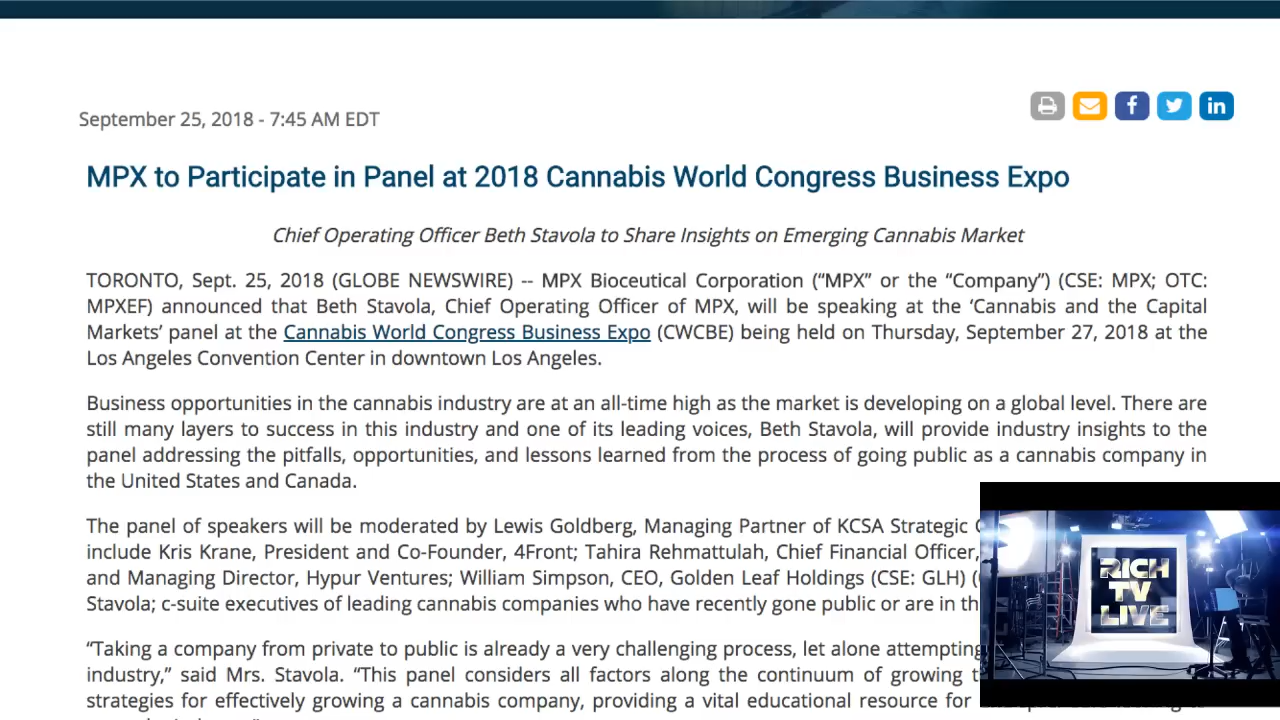 September 25, 2018 - 7:45 AM EDT
MPX to Participate in Panel at 2018 Cannabis World Congress Business Expo
Chief Operating Officer Beth Stavola to Share Insights on Emerging Cannabis Market
TORONTO, Sept. 25, 2018 (GLOBE NEWSWIRE) -- MPX Bioceutical Corporation (“MPX” or the “Company”) (CSE: MPX; OTC:
MPXEF) announced that Beth Stavola, Chief Operating Officer of MPX, will be speaking at the ‘Cannabis and the Capital
Markets’ panel at the Cannabis World Congress Business Expo (CWCBE) being held on Thursday, September 27, 2018 at the
Los Angeles Convention Center in downtown Los Angeles.
Business opportunities in the cannabis industry are at an all-time high as the market is developing on a global level. There are
still many layers to success in this industry and one of its leading voices, Beth Stavola, will provide industry insights to the
panel addressing the pitfalls, opportunities, and lessons learned from the process of going public as a cannabis company in
the United States and Canada.
The panel of speakers will be moderated by Lewis Goldberg, Managing Partner of KCSA Strategic
include Kris Krane, President and Co-Founder, 4Front; Tahira Rehmattulah, Chief Financial Officer,
and Managing Director, Hypur Ventures; William Simpson, CEO, Golden Leaf Holdings (CSE: GLH) (
Stavola; c-suite executives of leading cannabis companies who have recently gone public or are in th
“Taking a company from private to public is already a very challenging process, let alone attempting
industry,” said Mrs. Stavola. “This panel considers all factors along the continuum of growing
strategies for effectively growing a cannabis company, providing a vital educational resource for
RICH
TV
LIVE